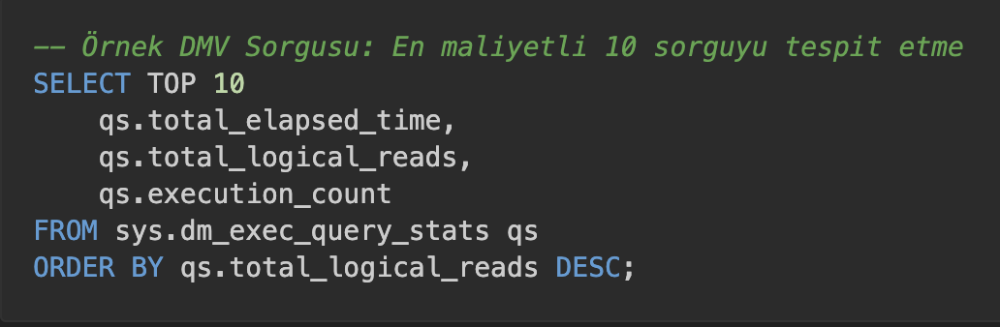 -- Örnek DMV Sorgusu: En maliyetli 10 sorguyu tespit etme
SELECT TOP 10
    qs.total_elapsed_time,
    qs.total_logical_reads,
    qs.execution_count
FROM sys.dm_exec_query_stats qs
ORDER BY qs.total_logical_reads DESC;